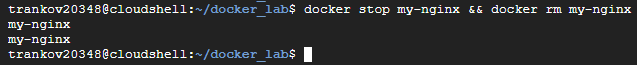 trankov20348@cloudshell:~/docker_lab$ docker stop my-nginx && docker rm my-nginx
my-nginx
my-nginx
trankov20348@cloudshell:~/docker_lab$